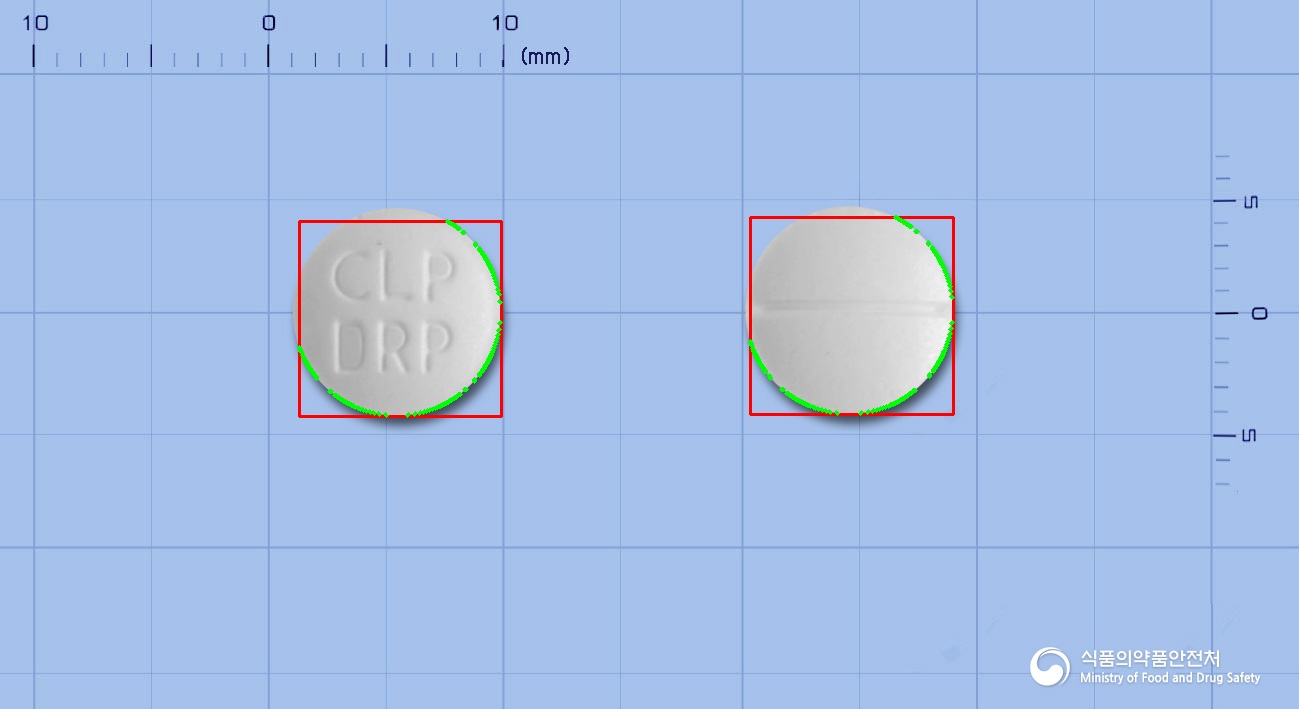 10 0 10
(mm)
CLP
DRP
5
0
5
식품의약품안전처
Ministry of Food and Drug Safety